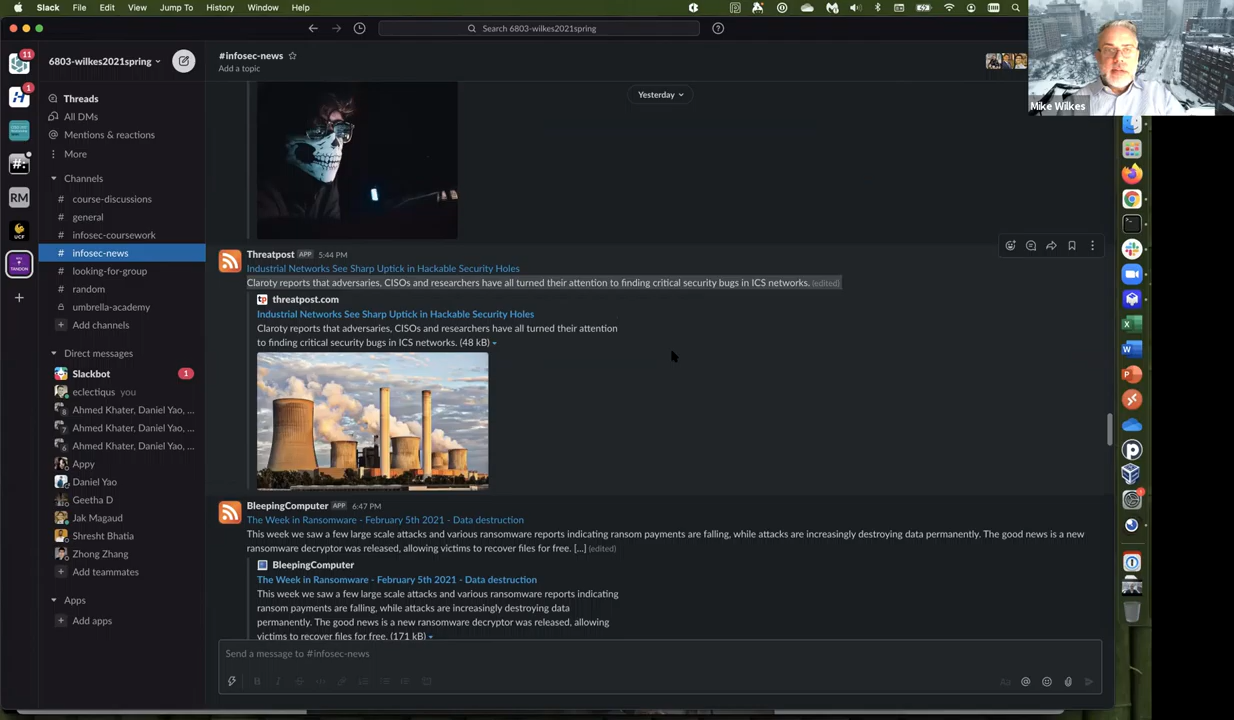 Slack File Edit View Jump To History Window Help
Search 6803-wilkes2021spring
11
6803-wilkes2021spring
#infosec-news
Add a topic
Mike Wilkes
Yesterday
1
Threads
All DMs
Mentions & reactions
More
Channels
# course-discussions
# general
# infosec-coursework
# infosec-news
# looking-for-group
# random
umbrella-academy
Add channels
RM
UCF
TANDON
Direct messages
Slackbot 1
eclectiqus you
8 Ahmed Khater, Daniel Yao, ...
7 Ahmed Khater, Daniel Yao, ...
6 Ahmed Khater, Daniel Yao, ...
Appy
Daniel Yao
Geetha D
Jak Magaud
Shresht Bhatia
Zhong Zhang
Add teammates
Apps
Add apps
Threatpost APP 5:44 PM
Industrial Networks See Sharp Uptick in Hackable Security Holes
Claroty reports that adversaries, CISOs and researchers have all turned their attention to finding critical security bugs in ICS networks. (edited)
tp threatpost.com
Industrial Networks See Sharp Uptick in Hackable Security Holes
Claroty reports that adversaries, CISOs and researchers have all turned their attention
to finding critical security bugs in ICS networks. (48 kB)
BleepingComputer APP 6:47 PM
The Week in Ransomware - February 5th 2021 - Data destruction
This week we saw a few large scale attacks and various ransomware reports indicating ransom payments are falling, while attacks are increasingly destroying data permanently. The good news is a new
ransomware decryptor was released, allowing victims to recover files for free. [...] (edited)
BleepingComputer
The Week in Ransomware - February 5th 2021 - Data destruction
This week we saw a few large scale attacks and various ransomware reports indicating
ransom payments are falling, while attacks are increasingly destroying data
permanently. The good news is a new ransomware decryptor was released, allowing
victims to recover files for free. (171 kB)
Send a message to #infosec-news